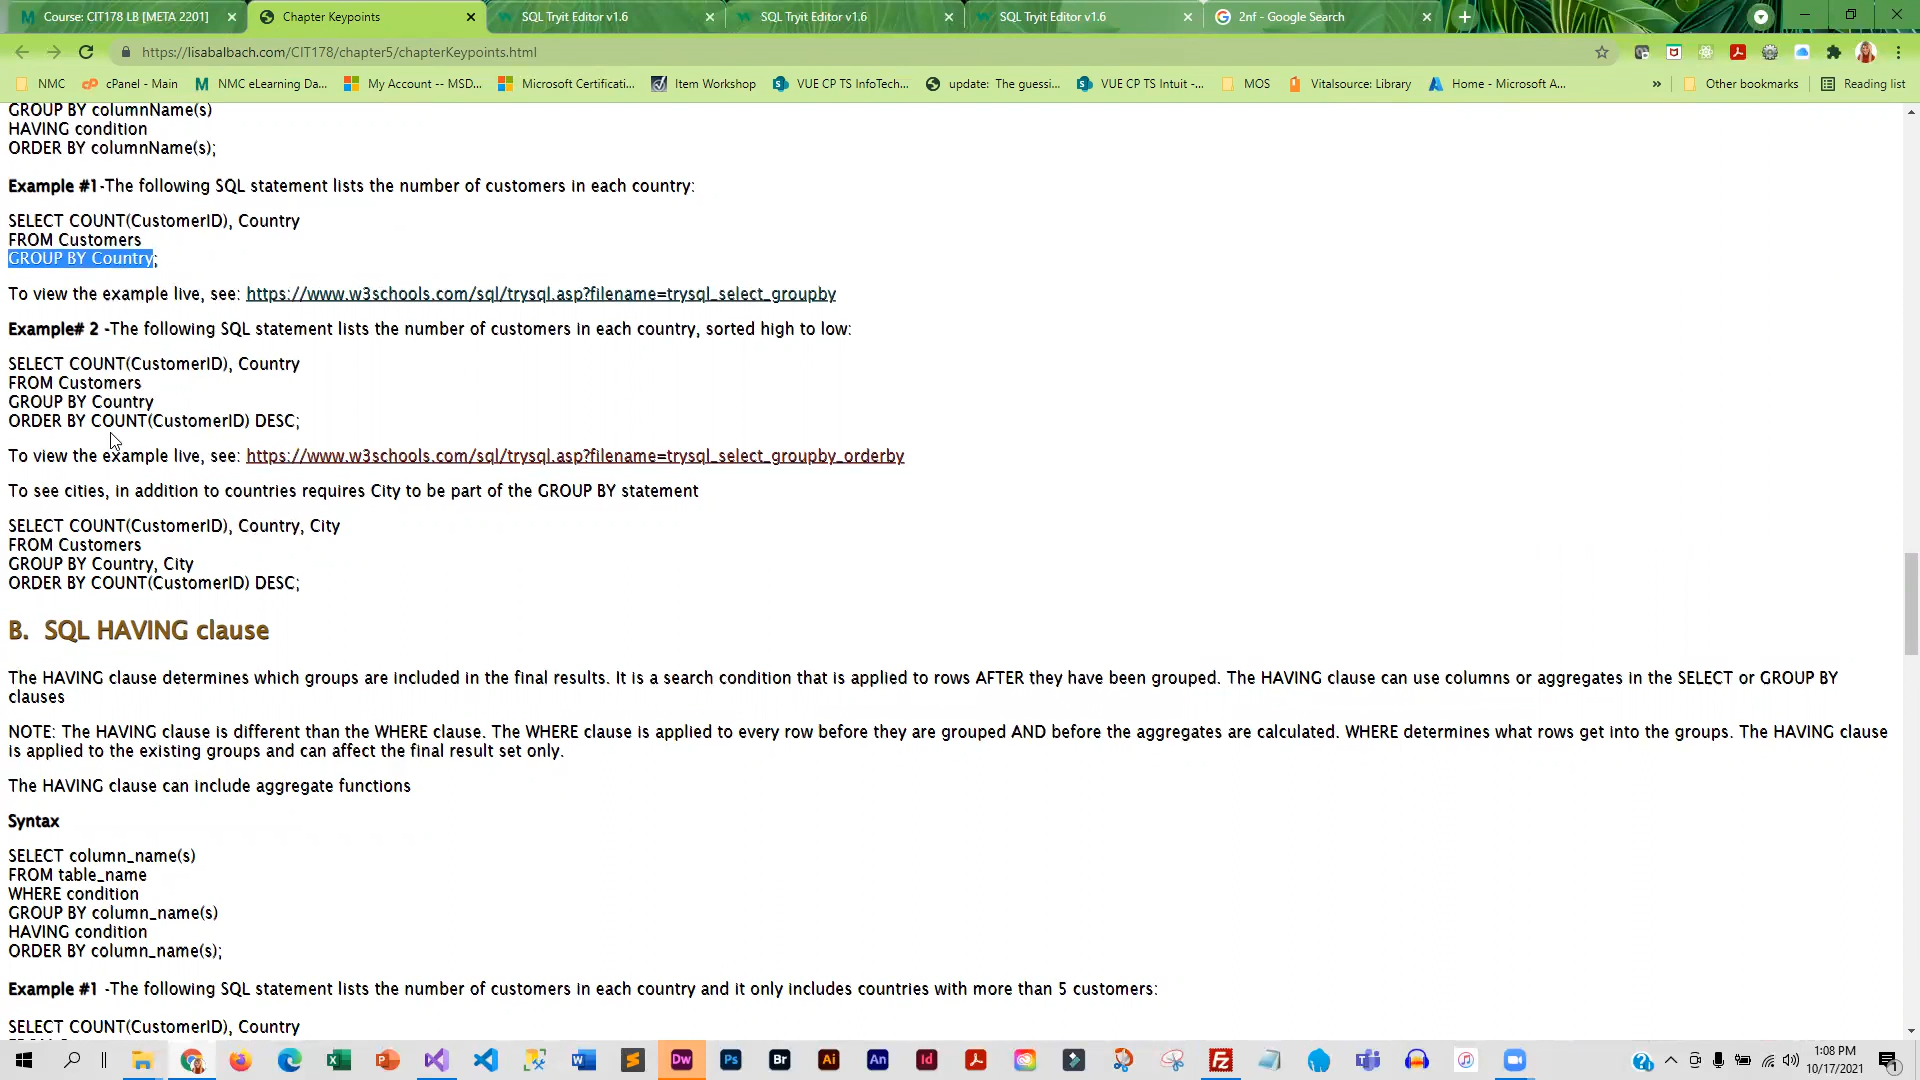 Course: CIT178 LB [META 2201]
Chapter Keypoints
SQL Tryit Editor v1.6
SQL Tryit Editor v1.6
SQL Tryit Editor v1.6
2nf - Google Search
https://lisabalbach.com/CIT178/chapter5/chapterKeypoints.html
NMC
cPanel - Main
NMC eLearning Da...
My Account -- MSD...
Microsoft Certificati...
Item Workshop
VUE CP TS InfoTech...
update: The guessi...
VUE CP TS Intuit -...
MOS
Vitalsource: Library
Home - Microsoft A...
»
Other bookmarks
Reading list
GROUP BY columnName(s)
HAVING condition
ORDER BY columnName(s);
Example #1-The following SQL statement lists the number of customers in each country:
SELECT COUNT(CustomerID), Country
FROM Customers
GROUP BY Country;
To view the example live, see: https://www.w3schools.com/sql/trysql.asp?filename=trysql_select_groupby
Example# 2 -The following SQL statement lists the number of customers in each country, sorted high to low:
SELECT COUNT(CustomerID), Country
FROM Customers
GROUP BY Country
ORDER BY COUNT(CustomerID) DESC;
To view the example live, see: https://www.w3schools.com/sql/trysql.asp?filename=trysql_select_groupby_orderby
To see cities, in addition to countries requires City to be part of the GROUP BY statement
SELECT COUNT(CustomerID), Country, City
FROM Customers
GROUP BY Country, City
ORDER BY COUNT(CustomerID) DESC;
B. SQL HAVING clause
The HAVING clause determines which groups are included in the final results. It is a search condition that is applied to rows AFTER they have been grouped. The HAVING clause can use columns or aggregates in the SELECT or GROUP BY
clauses
NOTE: The HAVING clause is different than the WHERE clause. The WHERE clause is applied to every row before they are grouped AND before the aggregates are calculated. WHERE determines what rows get into the groups. The HAVING clause
is applied to the existing groups and can affect the final result set only.
The HAVING clause can include aggregate functions
Syntax
SELECT column_name(s)
FROM table_name
WHERE condition
GROUP BY column_name(s)
HAVING condition
ORDER BY column_name(s);
Example #1 -The following SQL statement lists the number of customers in each country and it only includes countries with more than 5 customers:
SELECT COUNT(CustomerID), Country
Dw
Ps
Br
Ai
An
Id
Fz
1:08 PM
10/17/2021